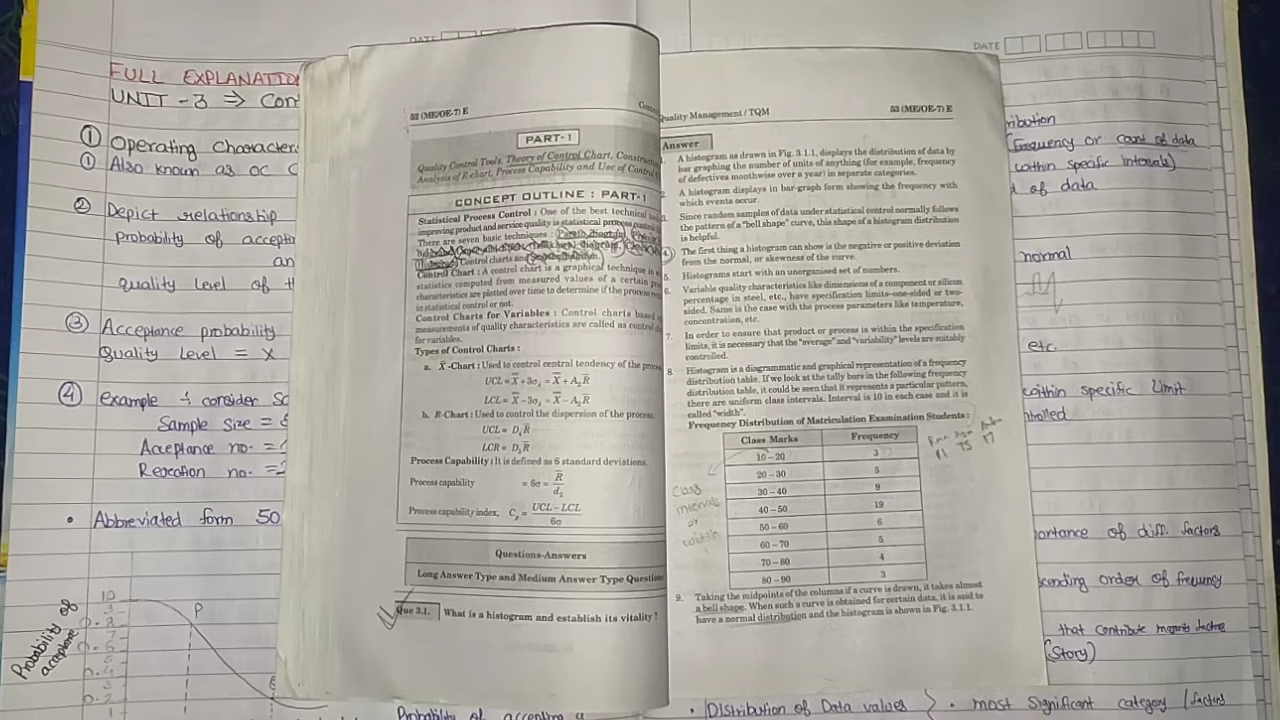 DATE
FULL EXPLANATIO
UNIT - 3 ⇒ Con
① Operating Character
① Also known as OC C
② Depict relationship
probability of accepti
an
quality level of t
③ Acceptance probability
Quality Level = X
④ example
consider
Sample size =
Acceptance no. =
no. =
• Abbreviated form 50
Probability of acceptance
P
52 (ME/OE-7) E
PART-1
Quality Control Tools, Theory of Control Chart, Construction
Analysis of R-chart, Process Capability and Use of Control
CONCEPT OUTLINE : PART-1
Statistical Process Control : One of the best technical
improving product and service quality is statistical process control
There are seven basic techniques : Pareto diagram,
Control charts and
Control Chart : A control chart is a graphical technique in
statistics computed from measured values of a certain
characteristics are plotted over time to determine if the process
in statistical control or not.
Control Charts for Variables : Control charts based
measurements of quality characteristics are called as control
for variables.
Types of Control Charts :
a. X̅-Chart : Used to control central tendency of the process
UCL = X̅ + 3σ = X̅ + A₂R̅
LCL = X̅ - 3σ = X̅ - A₂R̅
b. R-Chart : Used to control the dispersion of the process.
UCL = D₄R̅
LCR = D₃R̅
Process Capability : It is defined as 6 standard deviations.
Process capability = 6σ = R̅/d₂
Process capability index, Cₚ = UCL – LCL / 6σ
Questions-Answers
Long Answer Type and Medium Answer Type Question
Que 3.1. What is a histogram and establish its vitality ?
Quality Management / TQM
53 (ME/OE-7) E
Answer
A histogram as drawn in Fig. 3.1.1, displays the distribution of data by
bar graphing the number of units of anything (for example, frequency
of defectives monthwise over a year) in separate categories.
2. A histogram displays in bar-graph form showing the frequency with
which events occur.
3. Since random samples of data under statistical control normally follows
the pattern of a "bell shape" curve, this shape of a histogram distribution
is helpful.
4. The first thing a histogram can show is the negative or positive deviation
from the normal, or skewness of the curve.
5. Histograms start with an unorganised set of numbers.
6. Variable quality characteristics like dimensions of a component or silicon
percentage in steel, etc., have specification limits-one-sided or two-
sided. Same is the case with the process parameters like temperature,
concentration, etc.
7. In order to ensure that product or process is within the specification
limits, it is necessary that the "average" and "variability" levels are suitably
controlled.
8. Histogram is a diagrammatic and graphical representation of a frequency
distribution table. If we look at the tally bars in the following frequency
distribution table, it could be seen that it represents a particular pattern,
there are uniform class intervals. Interval is 10 in each case and it is
called "width".
Frequency Distribution of Matriculation Examination Students :
Class Marks Frequency
10 – 20 3
20 – 30 5
30 – 40 9
40 – 50 19
50 – 60 6
60 – 70 5
70 – 80 4
80 – 90 3
Class
intervals
or
width
9. Taking the midpoints of the columns if a curve is drawn, it takes almost
a bell shape. When such a curve is obtained for certain data, it is said to
have a normal distribution and the histogram is shown in Fig. 3.1.1.
DATE
ribution
(Frequency or count of data
within specific intervals)
of data
normal
etc.
within specific limit
ntrolled
ortance of diff. factors
scending order of
that contribute
(Story)
Probability of accepting a
• Distribution of Data values
• most significant category / factors